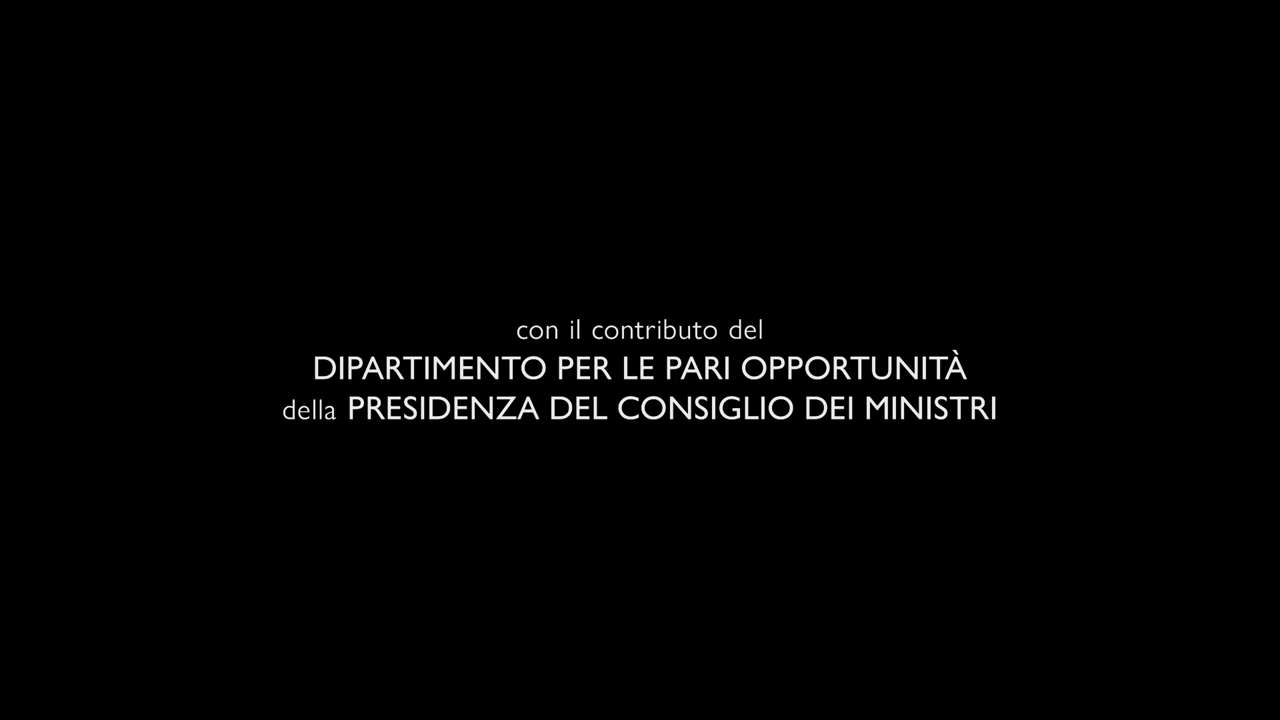 con il contributo del
DIPARTIMENTO PER LE PARI OPPORTUNITÀ
della PRESIDENZA DEL CONSIGLIO DEI MINISTRI